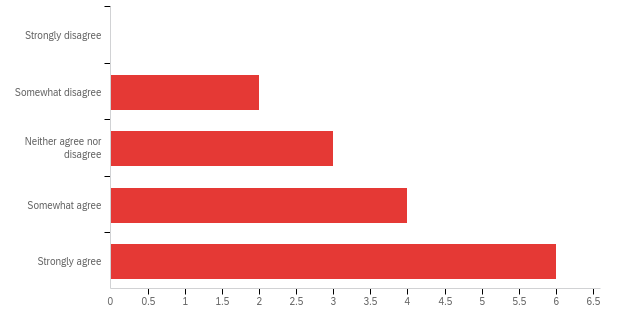 Strongly disagree
Somewhat disagree
Neither agree nor
disagree
Somewhat agree
Strongly agree
0 0.5 1 1.5 2 2.5 3 3.5 4 4.5 5 5.5 6 6.5